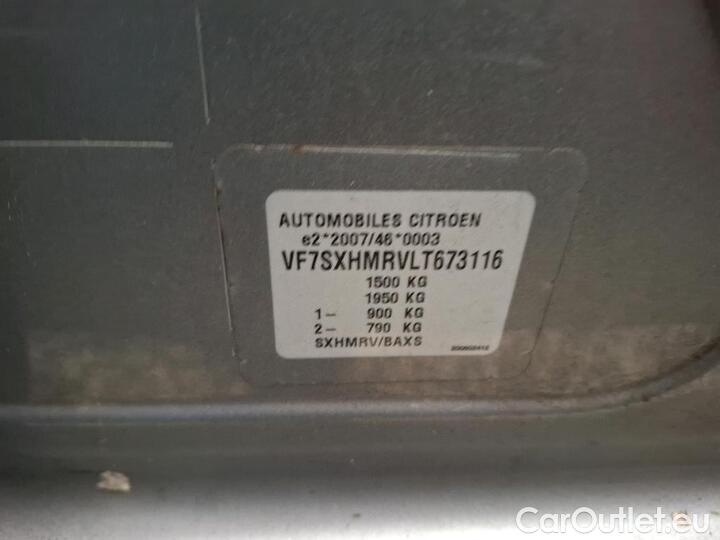 AUTOMOBILES CITROEN
e2*2007/46*0003
VF7SXHMRVLT673116
1500 KG
1950 KG
1– 900 KG
2– 790 KG
SXHMRV/BAXS
CarOutlet.eu